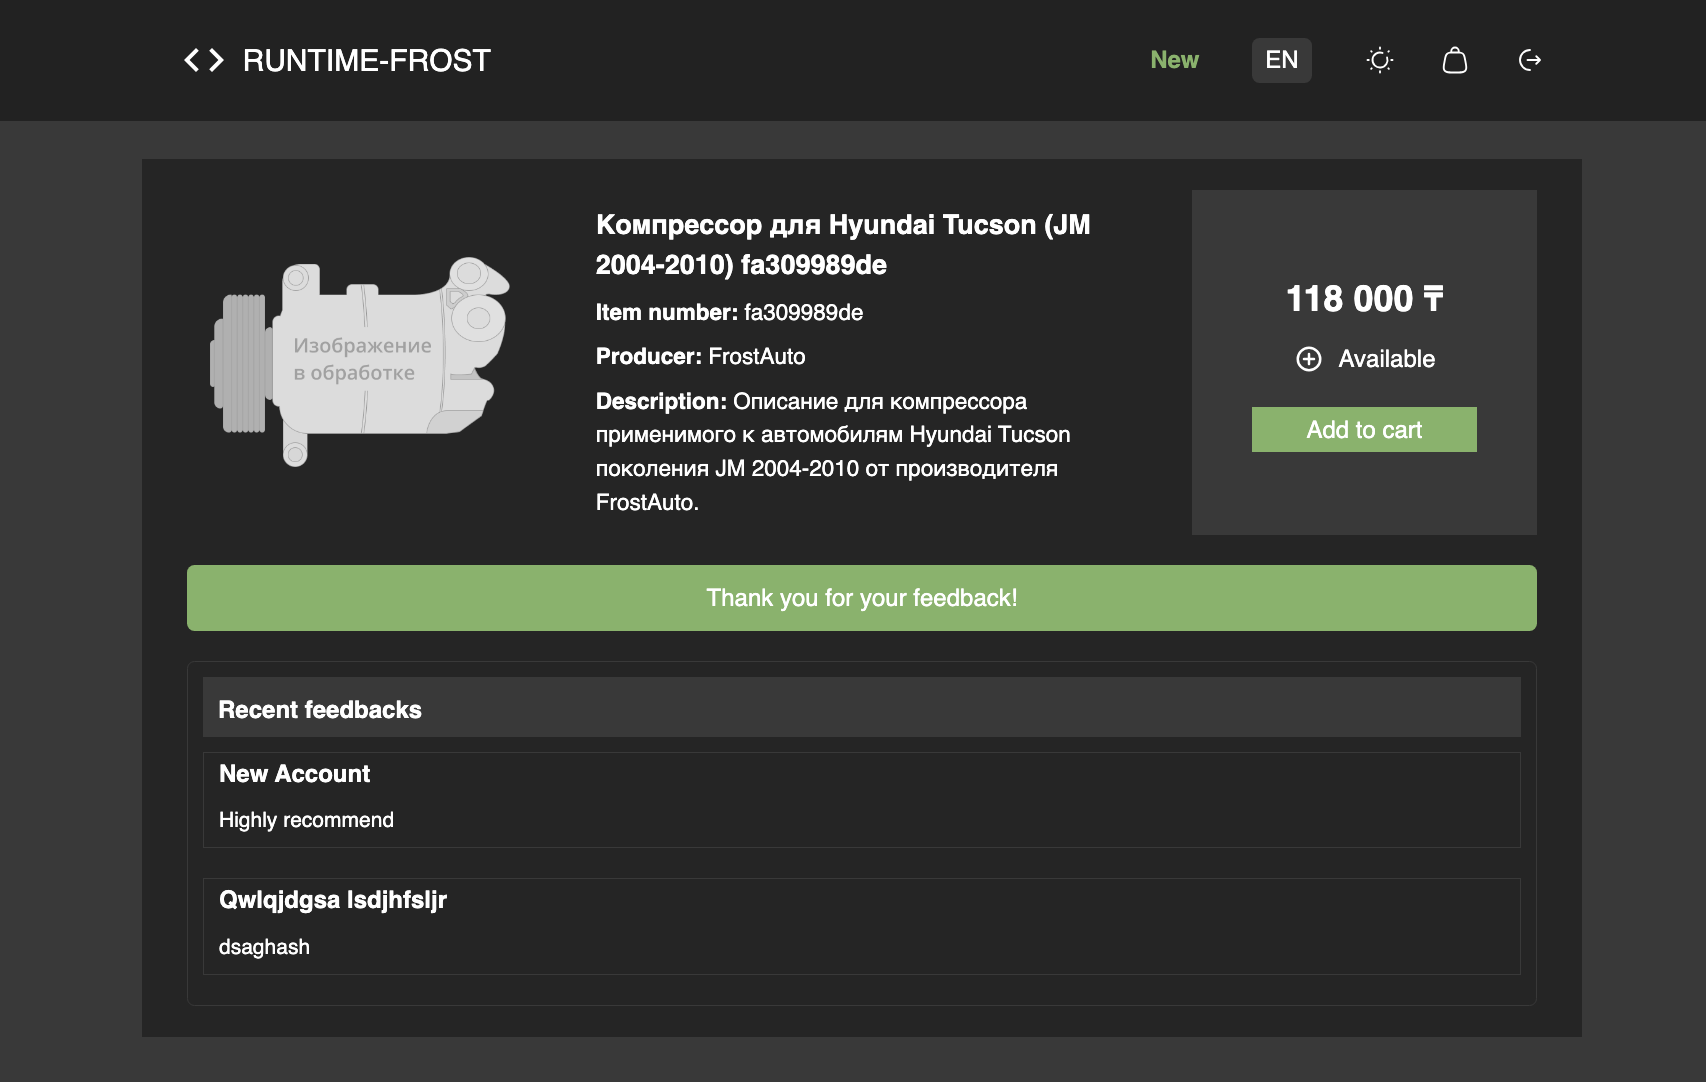 RUNTIME-FROST
New
EN
Изображение
в обработке
Компрессор для Hyundai Tucson (JM
2004-2010) fa309989de
Item number: fa309989de
Producer: FrostAuto
Description: Описание для компрессора
применимого к автомобилям Hyundai Tucson
поколения JM 2004-2010 от производителя
FrostAuto.
118 000 ₸
Available
Add to cart
Thank you for your feedback!
Recent feedbacks
New Account
Highly recommend
Qwlqjdgsa lsdjhfsljr
dsaghash